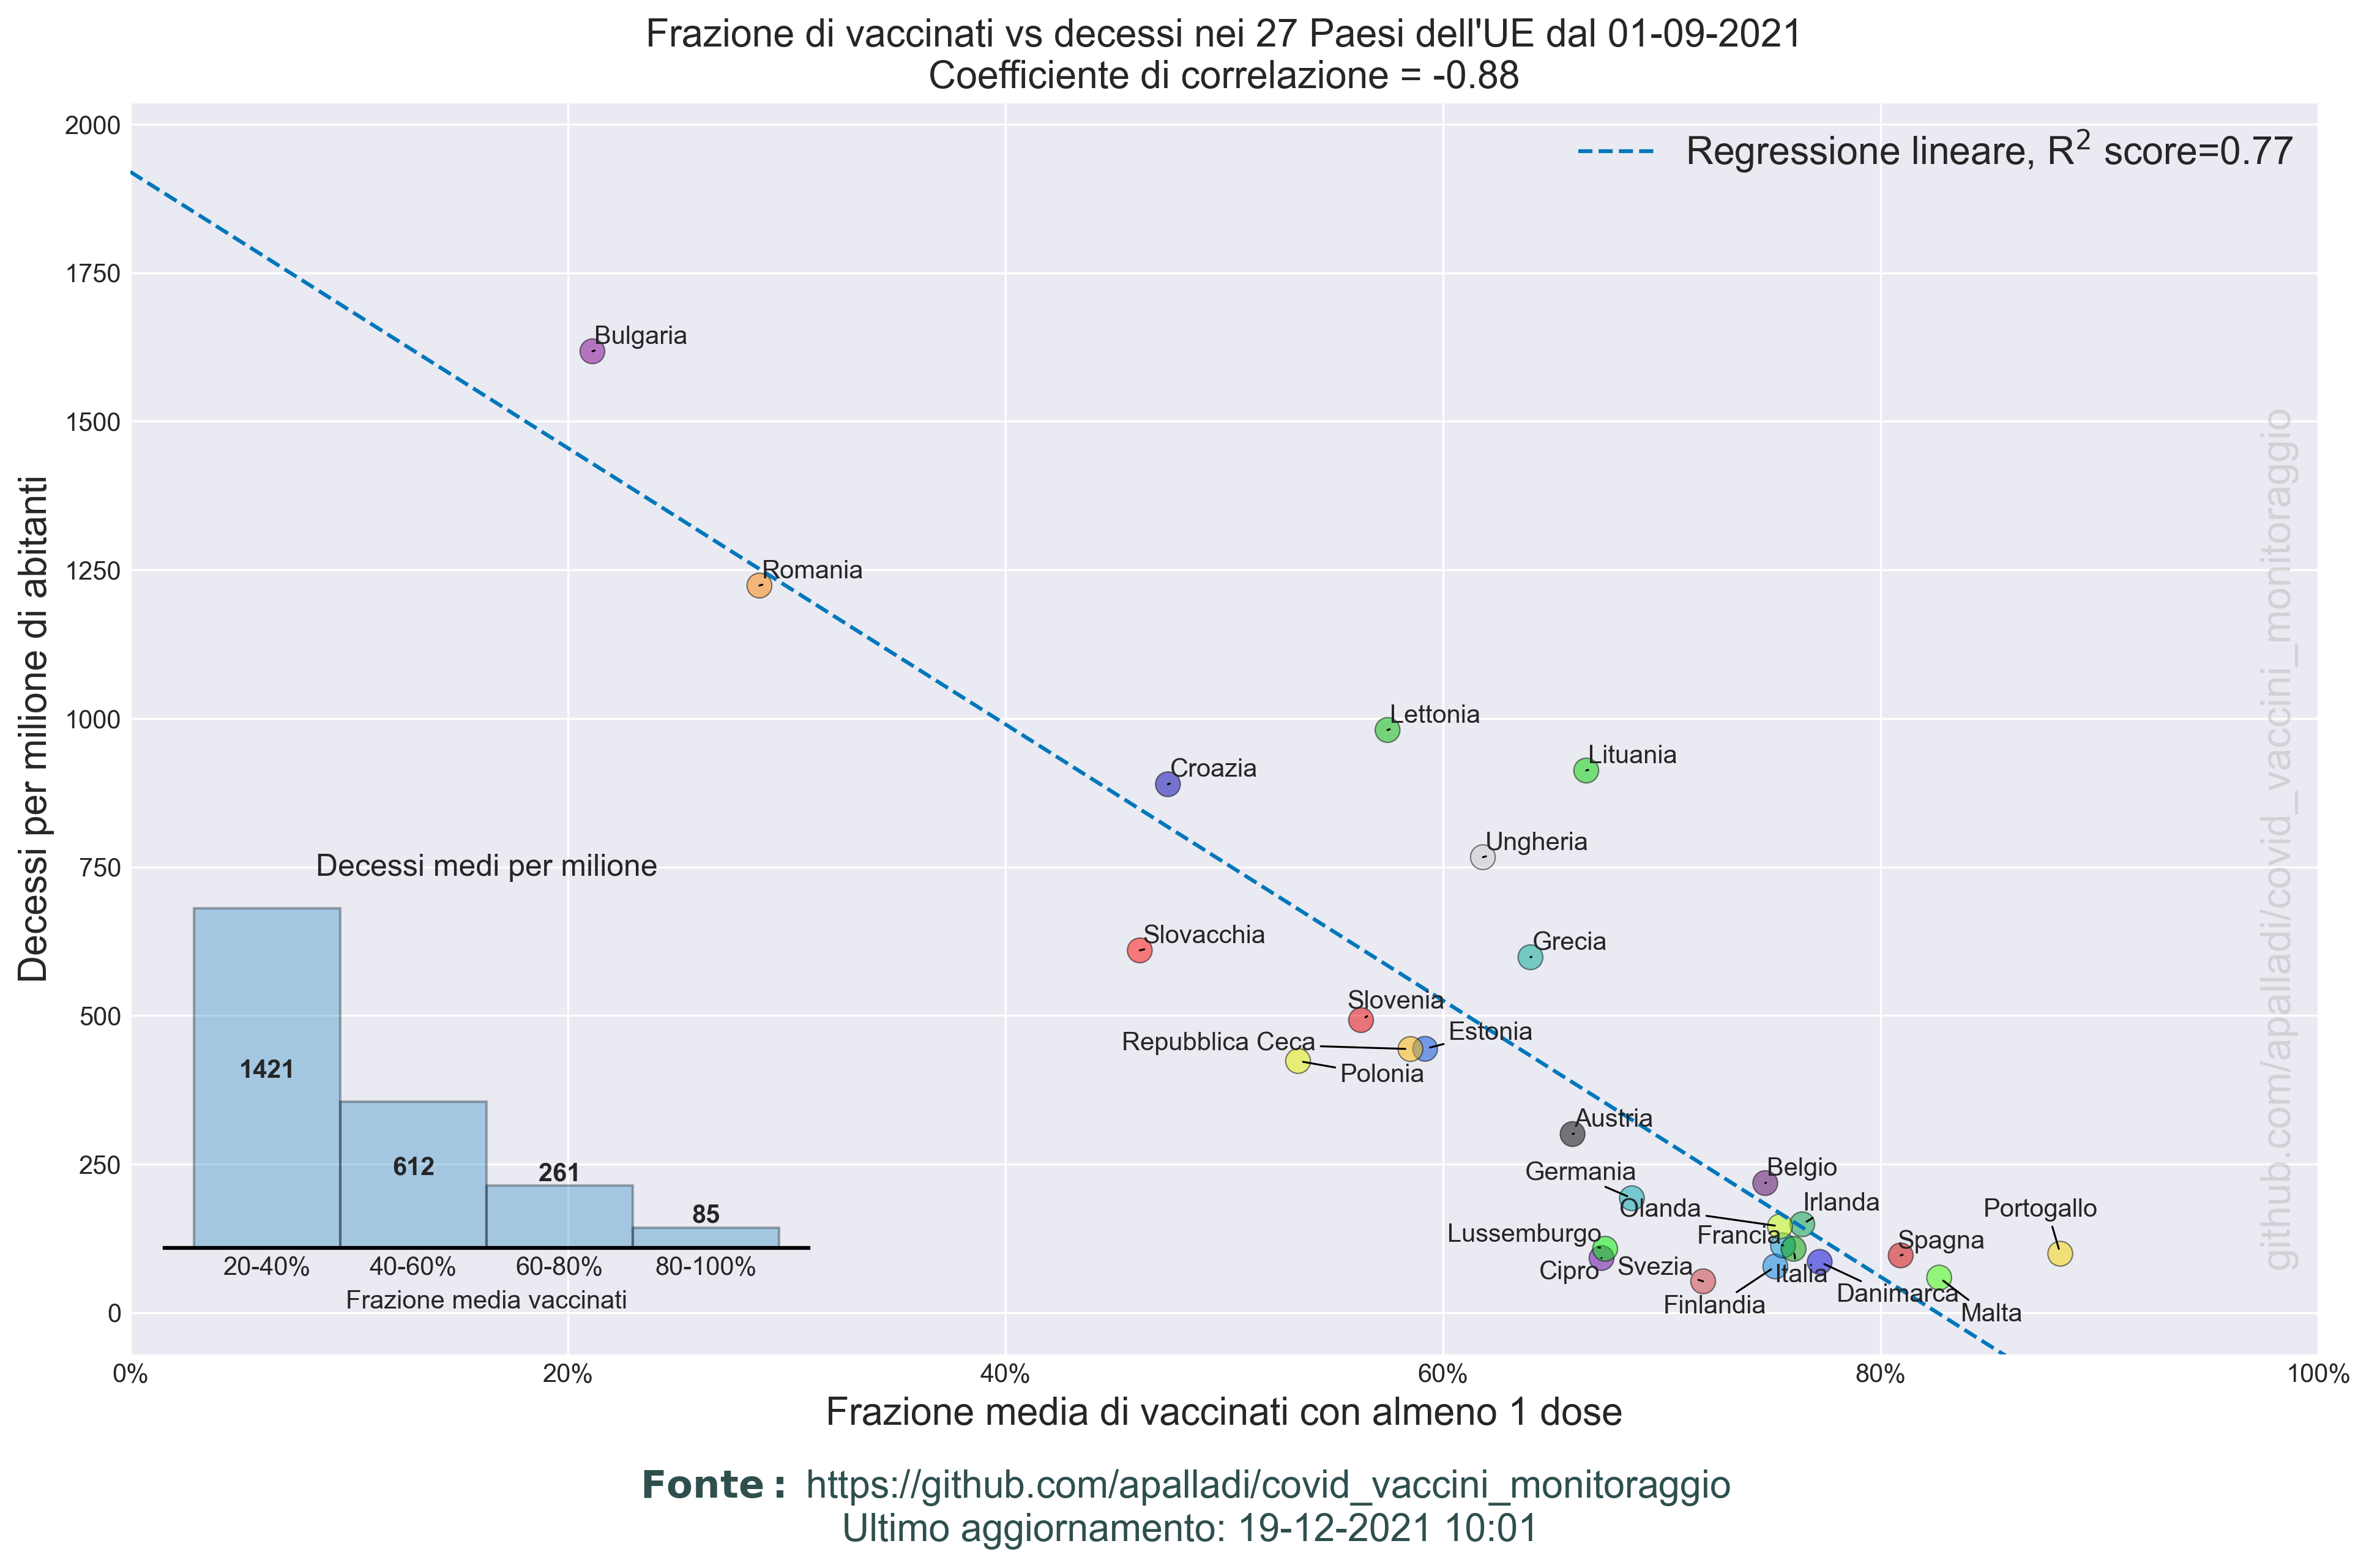 Frazione di vaccinati vs decessi nei 27 Paesi dell'UE dal 01-09-2021
Coefficiente di correlazione = -0.88
Regressione lineare, R² score=0.77
Decessi per milione di abitanti
2000
1750
1500
1250
1000
750
500
250
0
Bulgaria
Romania
Lettonia
Lituania
Croazia
Ungheria
Slovacchia
Grecia
Slovenia
Estonia
Repubblica Ceca
Polonia
Austria
Belgio
Germania
Irlanda
Olanda
Portogallo
Lussemburgo
Francia
Spagna
Cipro
Svezia
Italia
Finlandia
Danimarca
Malta
Decessi medi per milione
1421
612
261
85
20-40%
40-60%
60-80%
80-100%
Frazione media vaccinati
github.com/apalladi/covid_vaccini_monitoraggio
0%
20%
40%
60%
80%
100%
Frazione media di vaccinati con almeno 1 dose
Fonte: https://github.com/apalladi/covid_vaccini_monitoraggio
Ultimo aggiornamento: 19-12-2021 10:01